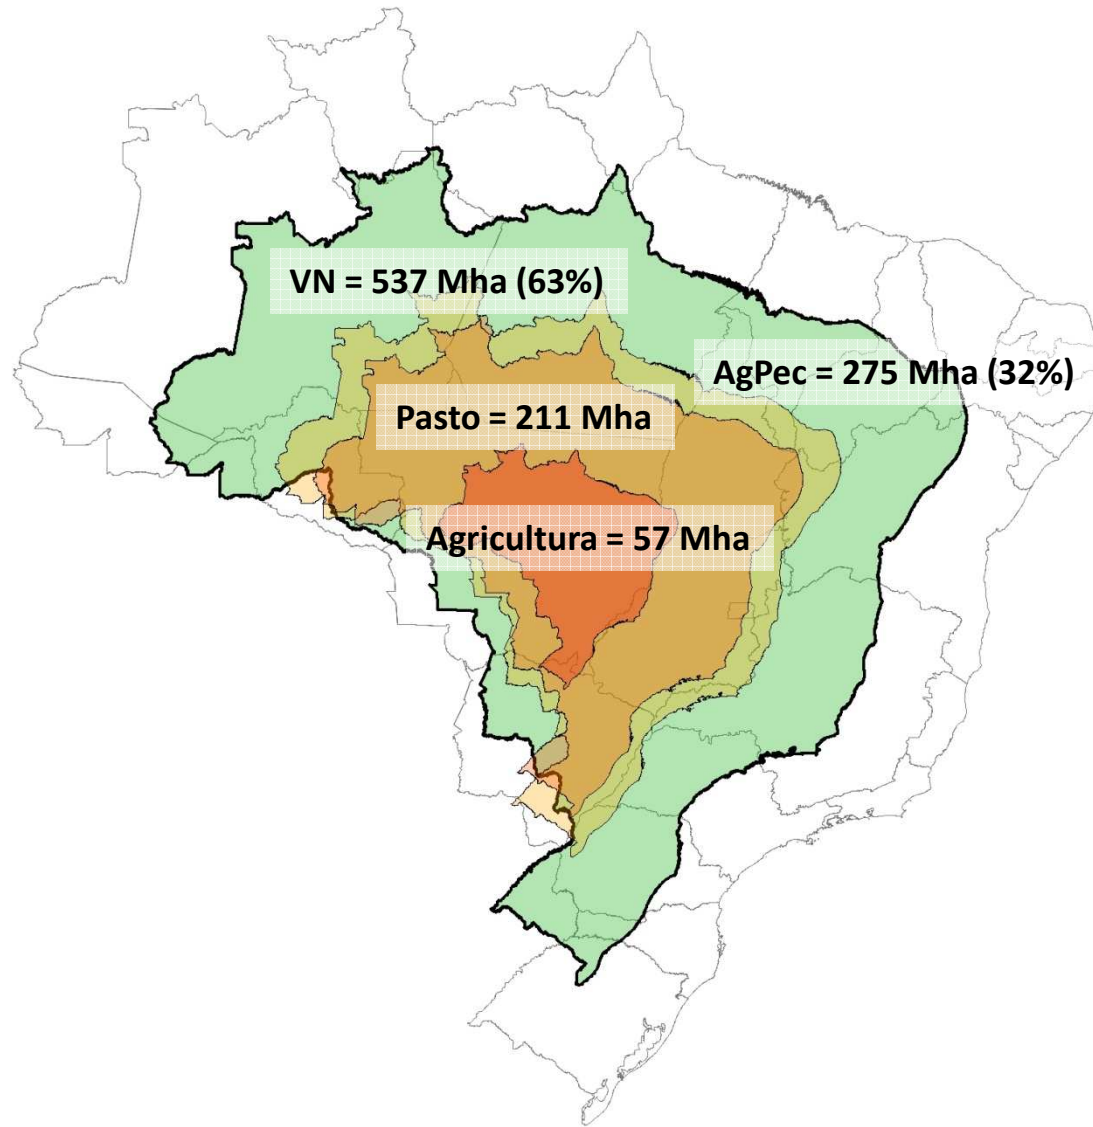 VN = 537 Mha (63%)
AgPec = 275 Mha (32%)
Pasto = 211 Mha
Agricultura = 57 Mha